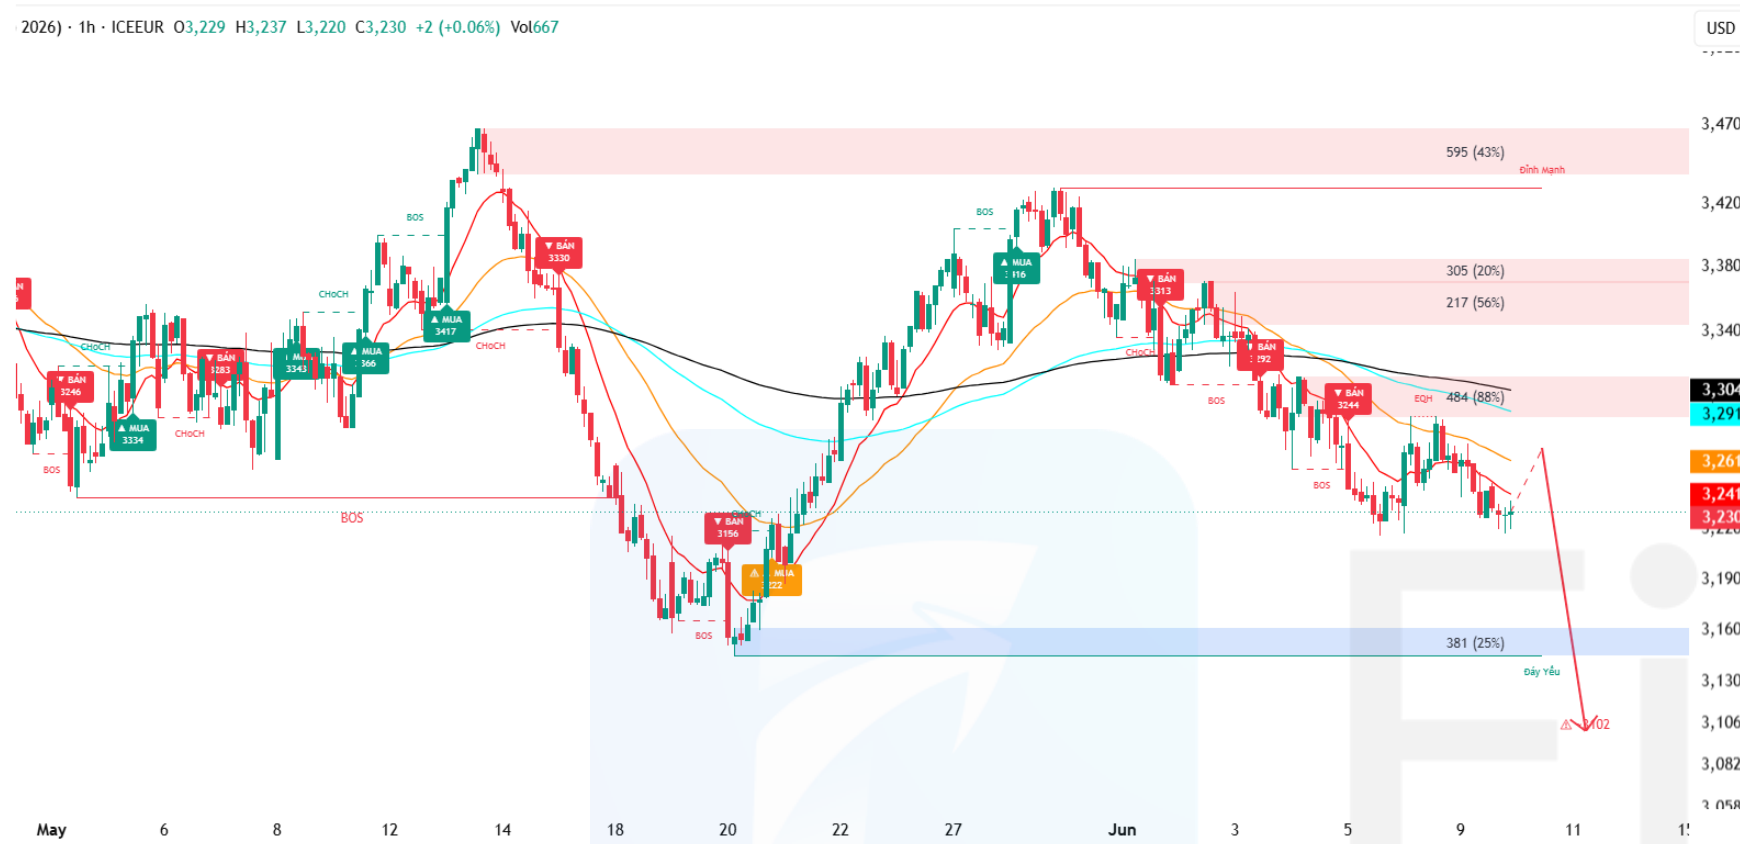 2026) · 1h · ICEEUR O3,229 H3,237 L3,220 C3,230 +2 (+0.06%) Vol667
USD
3,470
595 (43%)
Đỉnh Mạnh
3,420
BOS
BOS
▼ BÁN
3330
▲ MUA
3,380
305 (20%)
▼ BÁN
3313
217 (56%)
CHoCH
▲ MUA
3417
3,340
CHoCH
CHoCH
CHoCH
▼ BÁN
3283
3343
▲ MUA
▼ BÁN
3292
▼ BÁN
3246
3,304
484 (88%)
EQH
▼ BÁN
3244
BOS
3,291
▲ MUA
3334
CHoCH
BOS
3,261
BOS
3,241
BOS
3,230
▼ BÁN
3156
MUA
3,190
BOS
3,160
381 (25%)
Đáy Yếu
3,130
3,106
3,082
May 6 8 12 14 18 20 22 27 Jun 3 5 9 11
Fi